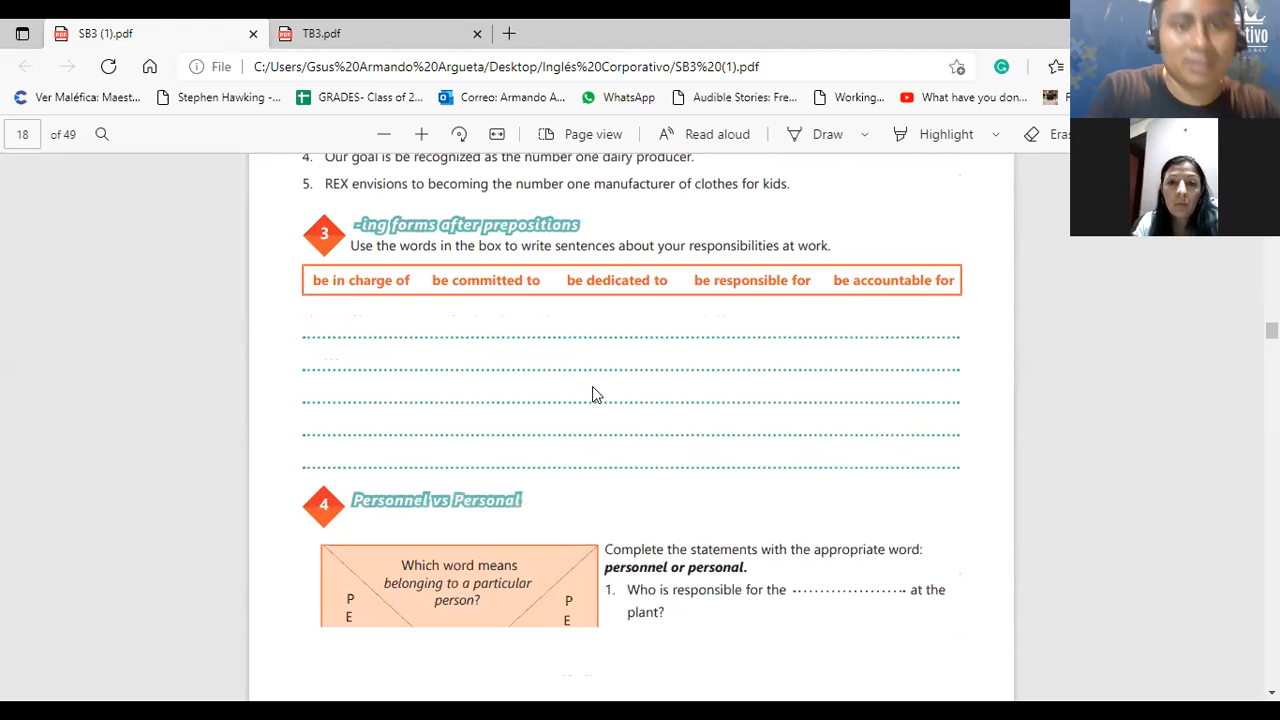 SB3 (1).pdf
TB3.pdf
File
C:/Users/Gsus%20Armando%20Argueta/Desktop/Inglés%20Corporativo/SB3%20(1).pdf
Ver Maléfica: Maest...
Stephen Hawking -...
GRADES- Class of 2...
Correo: Armando A...
WhatsApp
Audible Stories: Fre...
Working...
What have you don...
18 of 49
Page view
Read aloud
Draw
Highlight
Eras
tivo
4. Our goal is be recognized as the number one dairy producer.
5. REX envisions to becoming the number one manufacturer of clothes for kids.
3 -ing forms after prepositions
Use the words in the box to write sentences about your responsibilities at work.
be in charge of be committed to be dedicated to be responsible for be accountable for
4 Personnel vs Personal
Which word means
belonging to a particular
person?
P
E
P
E
Complete the statements with the appropriate word:
personnel or personal.
1. Who is responsible for the .................... at the
plant?